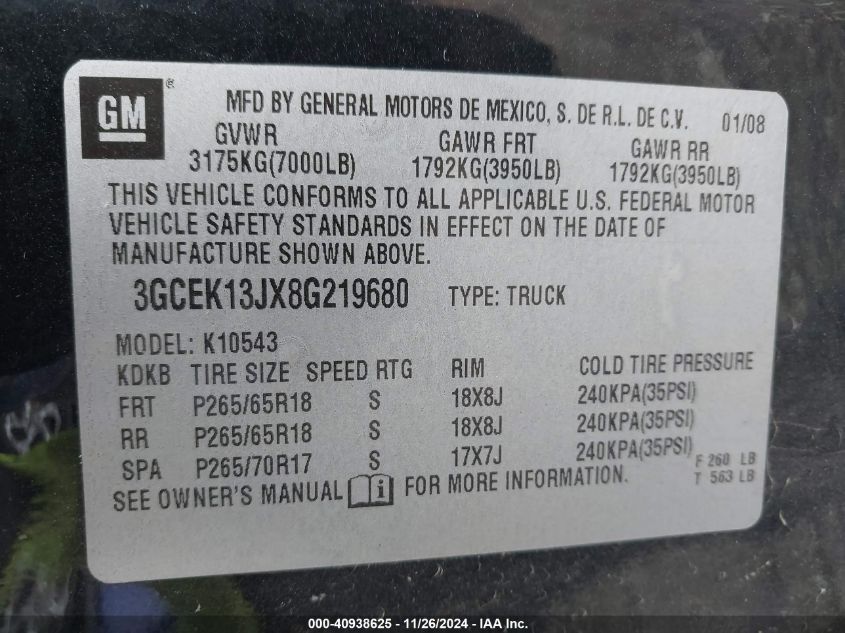 GM ®
MFD BY GENERAL MOTORS DE MEXICO, S. DE R.L. DE C.V. 01/08
GVWR GAWR FRT GAWR RR
3175KG(7000LB) 1792KG(3950LB) 1792KG(3950LB)
THIS VEHICLE CONFORMS TO ALL APPLICABLE U.S. FEDERAL MOTOR
VEHICLE SAFETY STANDARDS IN EFFECT ON THE DATE OF
MANUFACTURE SHOWN ABOVE.
3GCEK13JX8G219680 TYPE: TRUCK
MODEL: K10543
KDKB TIRE SIZE SPEED RTG RIM COLD TIRE PRESSURE
FRT P265/65R18 S 18X8J 240KPA(35PSI)
RR P265/65R18 S 18X8J 240KPA(35PSI)
SPA P265/70R17 S 17X7J 240KPA(35PSI)
F 260 LB
T 563 LB
SEE OWNER'S MANUAL i FOR MORE INFORMATION.
000-40938625 - 11/26/2024 - IAAI.COM